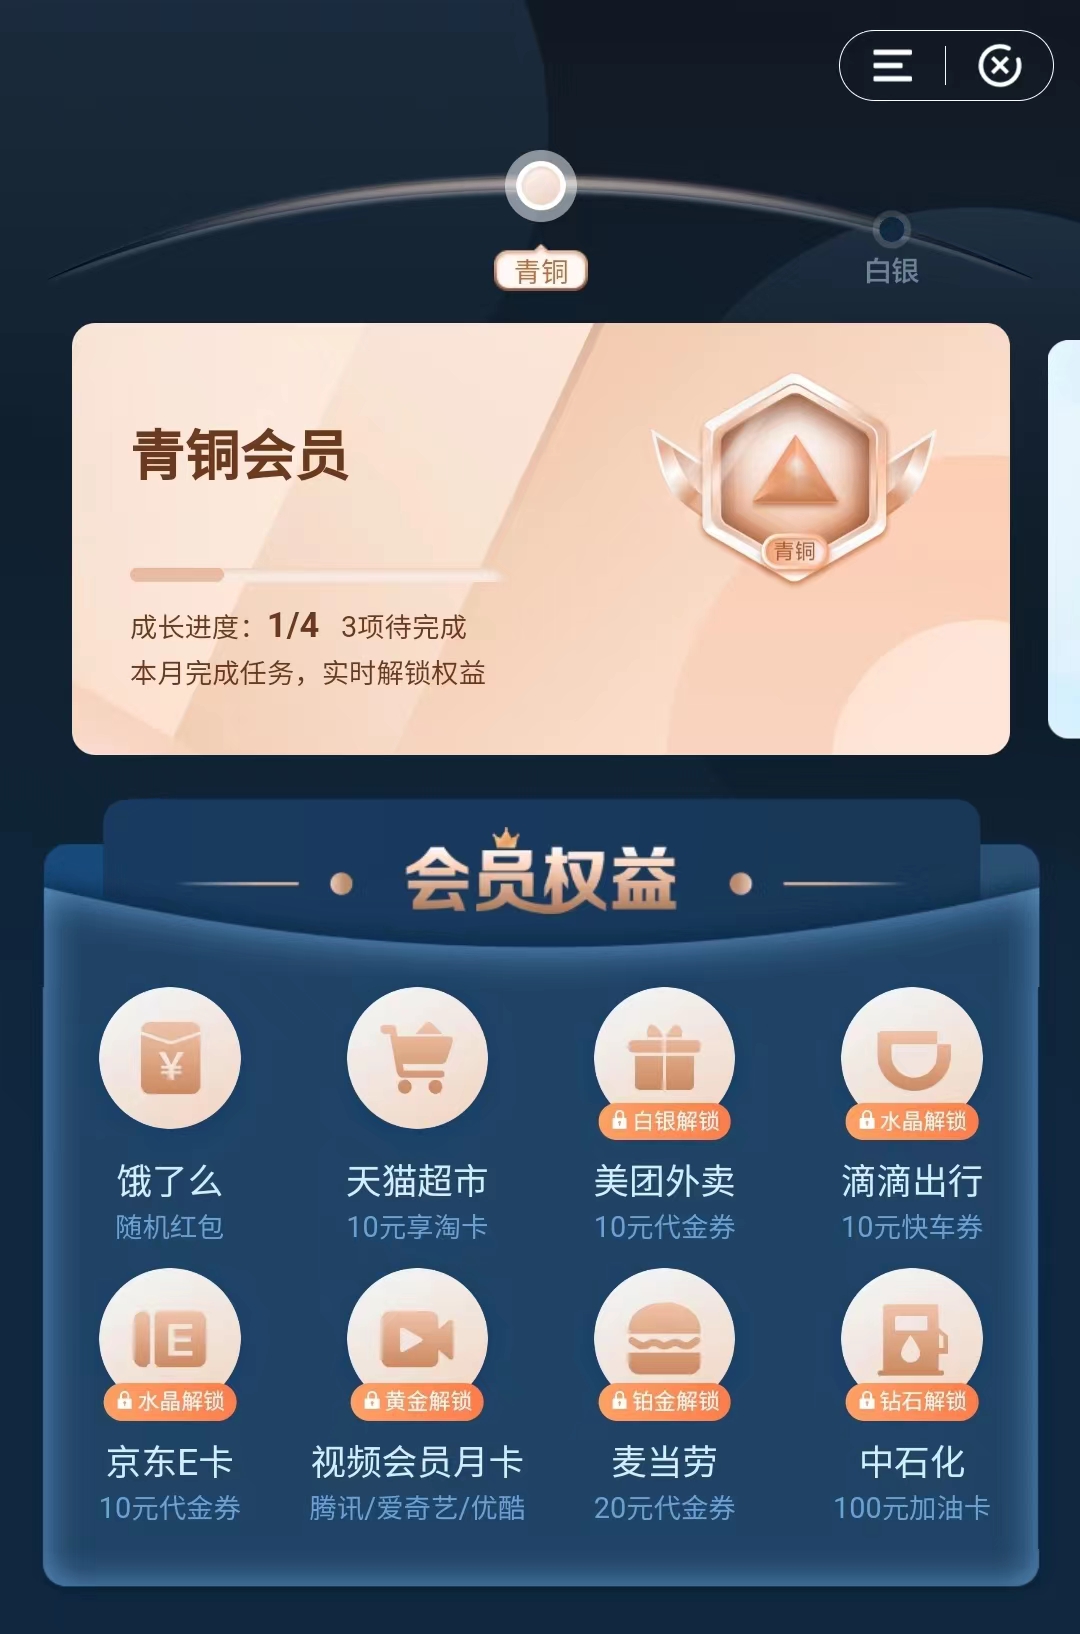 青铜
白银
青铜会员
青铜
成长进度：1/4 3项待完成
本月完成任务，实时解锁权益
会员权益
¥
白银解锁
水晶解锁
饿了么
天猫超市
美团外卖
滴滴出行
随机红包
10元享淘卡
10元代金券
10元快车券
E
水晶解锁
黄金解锁
铂金解锁
钻石解锁
京东E卡
视频会员月卡
麦当劳
中石化
10元代金券
腾讯/爱奇艺/优酷
20元代金券
100元加油卡